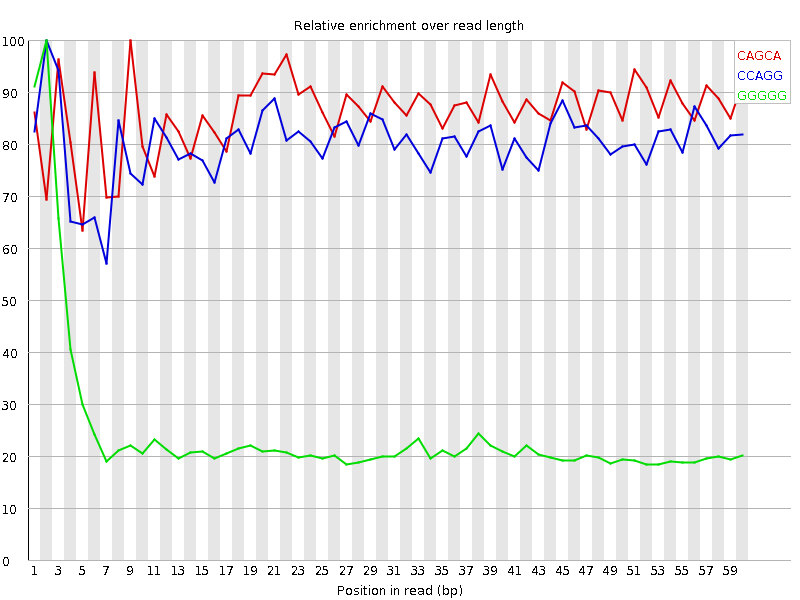 Relative enrichment over read length
100
90
80
70
60
50
40
30
20
10
0
CAGCA
CCAGG
GGGGG
1 3 5 7 9 11 13 15 17 19 21 23 25 27 29 31 33 35 37 39 41 43 45 47 49 51 53 55 57 59
Position in read (bp)